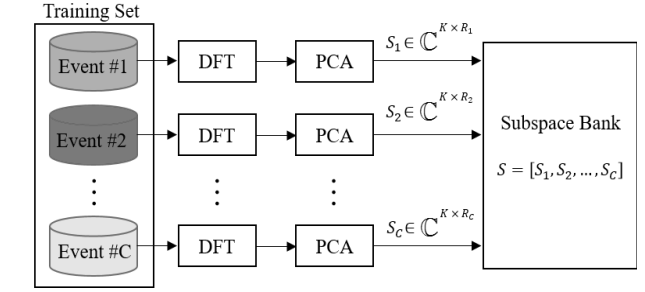 Training Set
Event #1
DFT
PCA
S₁ ∈ ℂ^{K × R₁}
Event #2
DFT
PCA
S₂ ∈ ℂ^{K × R₂}
Subspace Bank
S = [S₁, S₂, ..., S_C]
Event #C
DFT
PCA
S_C ∈ ℂ^{K × R_C}